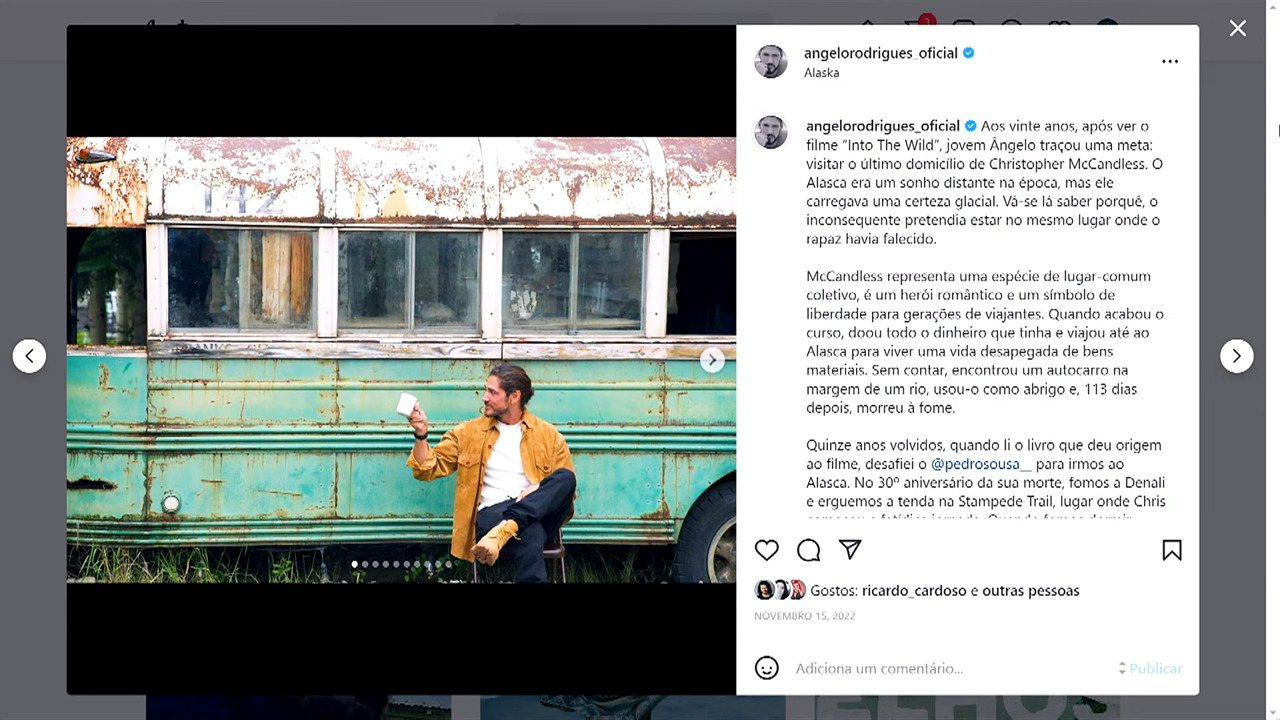 3
angelorodrigues_oficial
Alaska
angelorodrigues_oficial Aos vinte anos, após ver o
filme "Into The Wild", jovem Ângelo traçou uma meta:
visitar o último domicílio de Christopher McCandless. O
Alasca era um sonho distante na época, mas ele
carregava uma certeza glacial. Vá-se lá saber porquê, o
inconsequente pretendia estar no mesmo lugar onde o
rapaz havia falecido.
McCandless representa uma espécie de lugar-comum
coletivo, é um herói romântico e um símbolo de
liberdade para gerações de viajantes. Quando acabou o
curso, doou todo o dinheiro que tinha e viajou até ao
Alasca para viver uma vida desapegada de bens
materiais. Sem contar, encontrou um autocarro na
margem de um rio, usou-o como abrigo e, 113 dias
depois, morreu à fome.
Quinze anos volvidos, quando li o livro que deu origem
ao filme, desafiei o @pedrosousa__ para irmos ao
Alasca. No 30º aniversário da sua morte, fomos a Denali
e erguemos a tenda na Stampede Trail, lugar onde Chris
142
Gostos: ricardo_cardoso e outras pessoas
NOVEMBRO 15, 2022
Adiciona um comentário...
Publicar